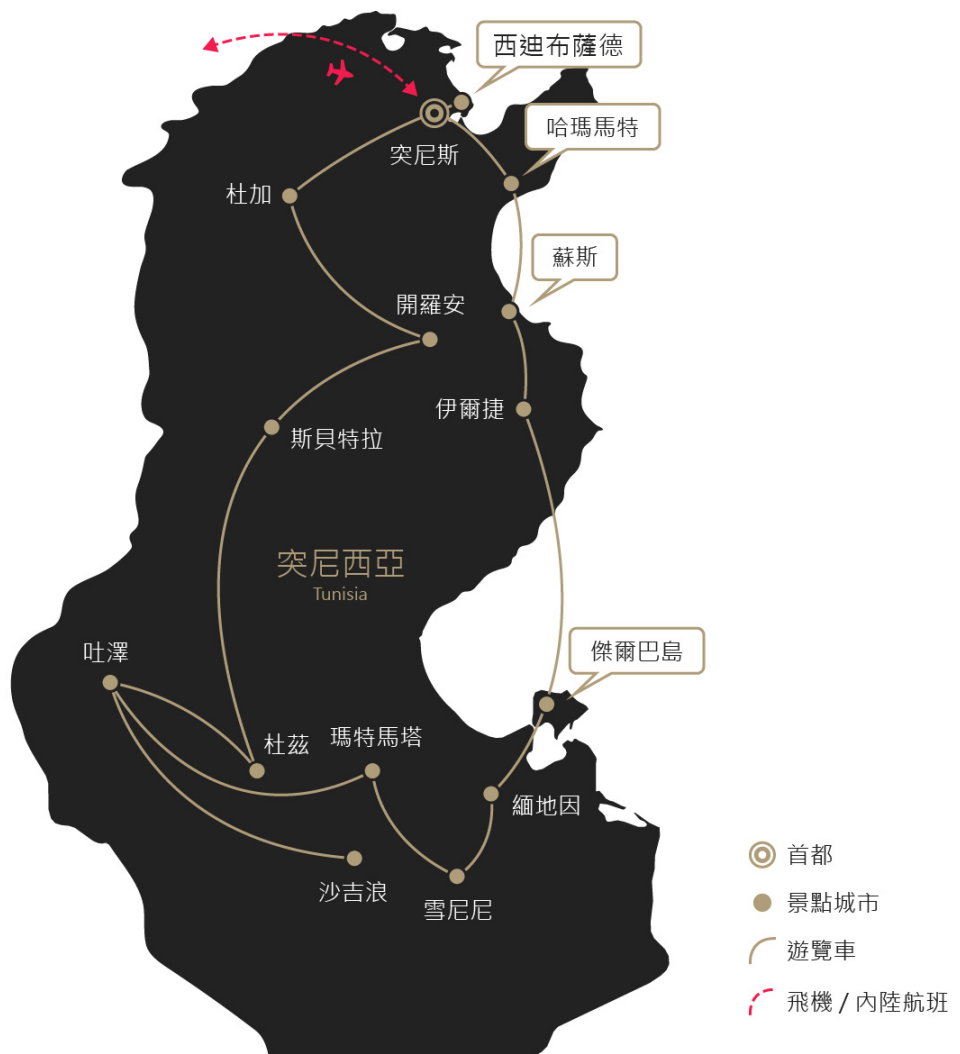 西迪布薩德
哈瑪馬特
突尼斯
杜加
蘇斯
開羅安
伊爾捷
斯貝特拉
突尼西亞
Tunisia
傑爾巴島
吐澤
瑪特馬塔
杜茲
緬地因
沙吉浪
雪尼尼
首都
景點城市
遊覽車
飛機 / 內陸航班